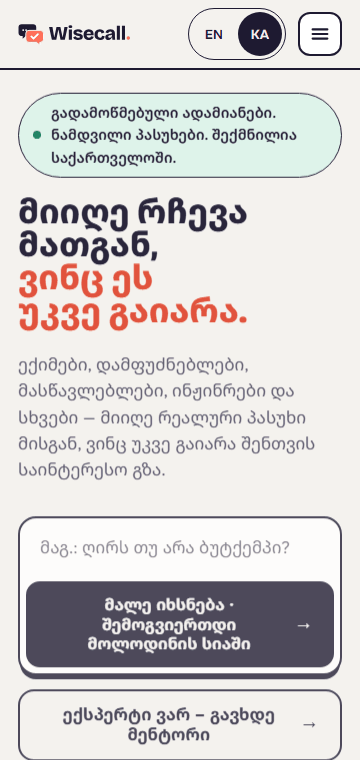 Wisecall.
EN KA
გადამოწმებული ადამიანები.
ნამდვილი პასუხები. შექმნილია
საქართველოში.
მიიღე რჩევა
მათგან,
ვინც ეს
უკვე გაიარა.
ექიმები, დამფუძნებლები,
მასწავლებლები, ინჟინრები და
სხვები — მიიღე რეალური პასუხი
მისგან, ვინც უკვე გაიარა შენთვის
საინტერესო გზა.
მაგ.: ღირს თუ არა ბუტქემპი?
მალე იხსნება ·
შემოგვიერთდი →
მოლოდინის სიაში
ექსპერტი ვარ – გავხდე →
მენტორი